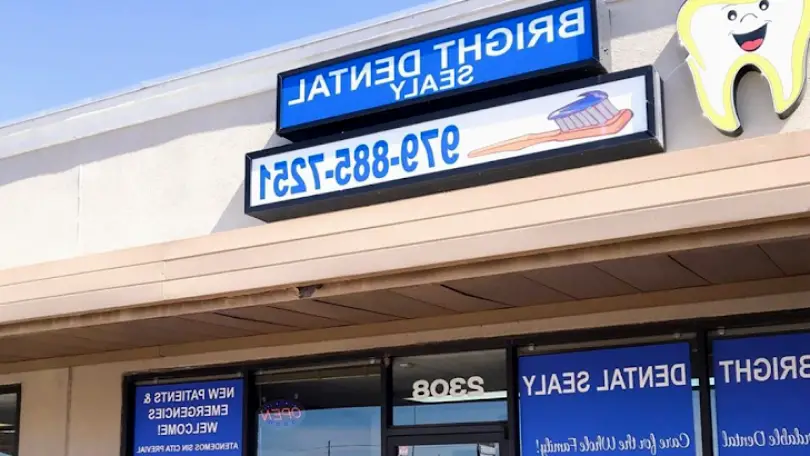 BRIGHT DENTAL
SEALY
979-885-7251
NEW PATIENTS &
EMERGENCIES
WELCOME!
ATENDEMOS SIN CITA PREVIA!
OPEN
2308
DENTAL SEALY
Care for the Whole Family!
BRIGHT
rdable Dental